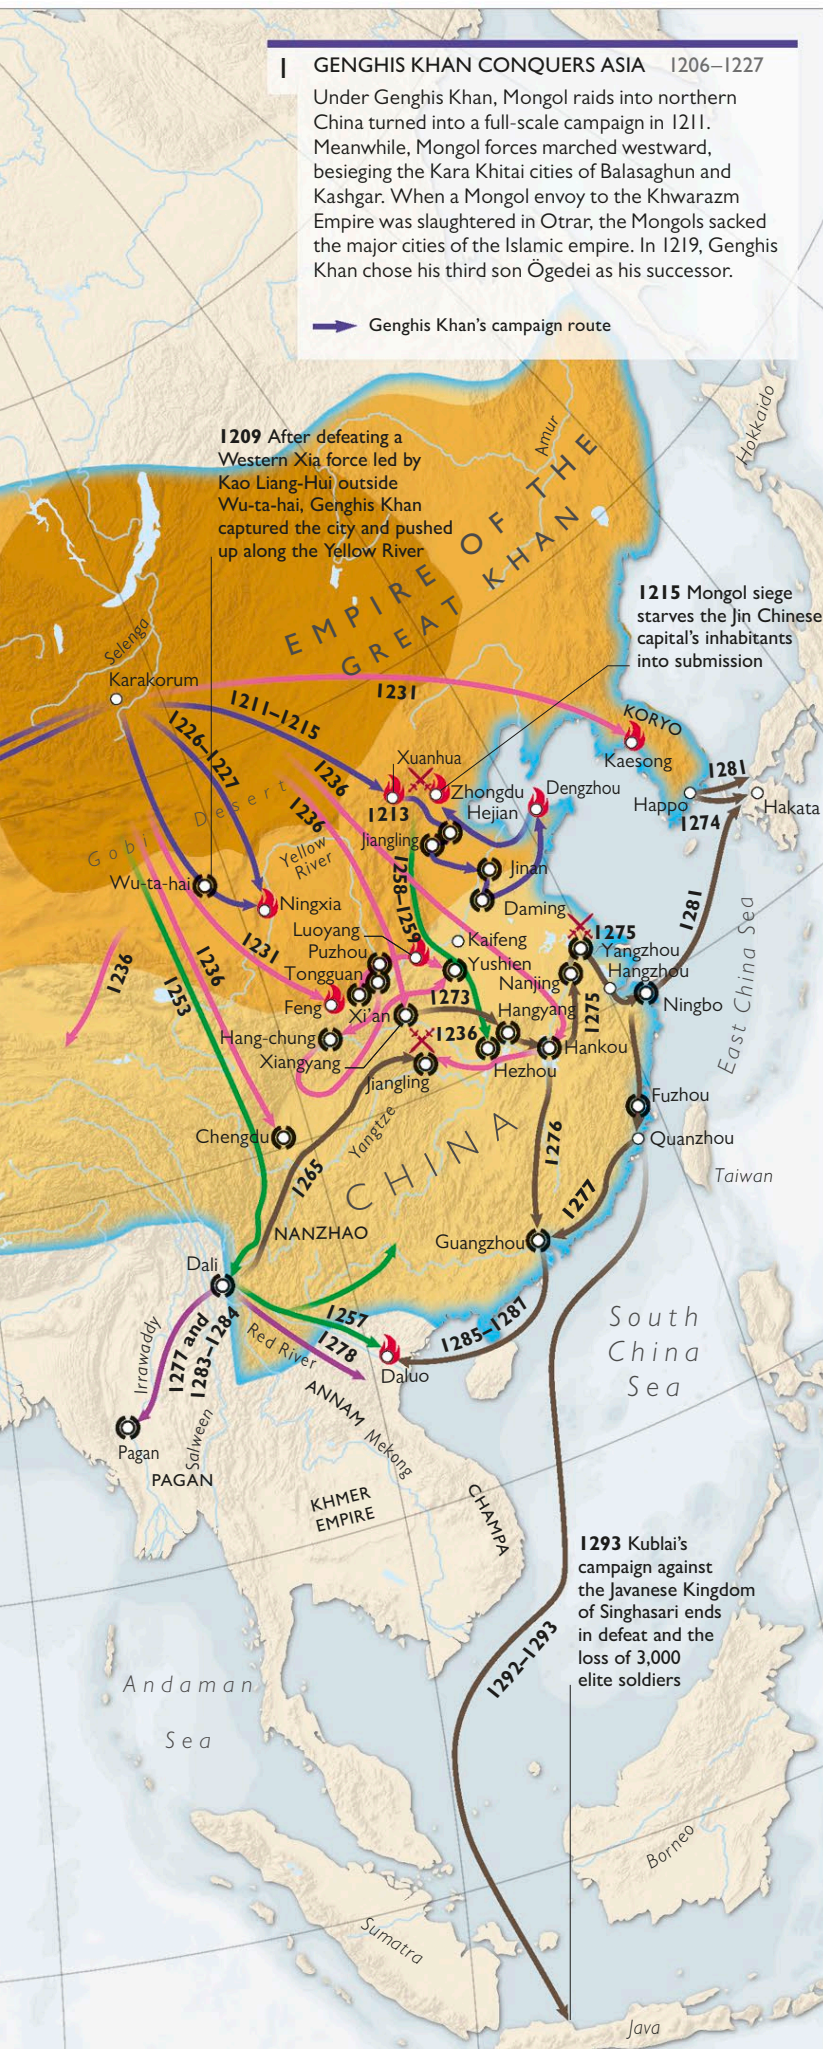 1 GENGHIS KHAN CONQUERS ASIA 1206–1227
Under Genghis Khan, Mongol raids into northern
China turned into a full-scale campaign in 1211.
Meanwhile, Mongol forces marched westward,
besieging the Kara Khitai cities of Balasaghun and
Kashgar. When a Mongol envoy to the Khwarazm
Empire was slaughtered in Otrar, the Mongols sacked
the major cities of the Islamic empire. In 1219, Genghis
Khan chose his third son Ögedei as his successor.
Genghis Khan's campaign route
Hokkaido
Amur
1209 After defeating a
Western Xia force led by
Kao Liang-Hui outside
Wu-ta-hai, Genghis Khan
captured the city and pushed
up along the Yellow River
EMPIRE OF THE
GREAT KHAN
1215 Mongol siege
starves the Jin Chinese
capital's inhabitants
into submission
Selenga
Karakorum
1231
1211–1215
1226–1227
KORYO
Kaesong
Xuanhua
1236
1236
1281
Zhongdu
Dengzhou
Hejian
Happo
Hakata
1213
1274
Gobi Desert
Jiangling
Yellow
River
1258–1259
Jinan
Wu-ta-hai
Ningxia
Daming
1281
Luoyang
Kaifeng
1275
Puzhou
Yangzhou
Yushien
Tongguan
Nanjing
Hangzhou
1231
1236
1236
1253
1273
Feng
Xi'an
Hangyang
Ningbo
1275
East China Sea
Hang-chung
1236
Hankou
Xiangyang
Hezhou
Jiangling
Fuzhou
Chengdu
Yangtze
CHINA
1276
Quanzhou
Taiwan
1265
1277
NANZHAO
Guangzhou
Dali
1257
1285–1287
South
China
Sea
Irrawaddy
1277 and
1283–1284
Red River
1278
Daluo
ANNAM
Mekong
Salween
Pagan
PAGAN
KHMER
EMPIRE
CHAMPA
1293 Kublai's
campaign against
the Javanese Kingdom
of Singhasari ends
in defeat and the
loss of 3,000
elite soldiers
1292–1293
Andaman
Sea
Borneo
Sumatra
Java